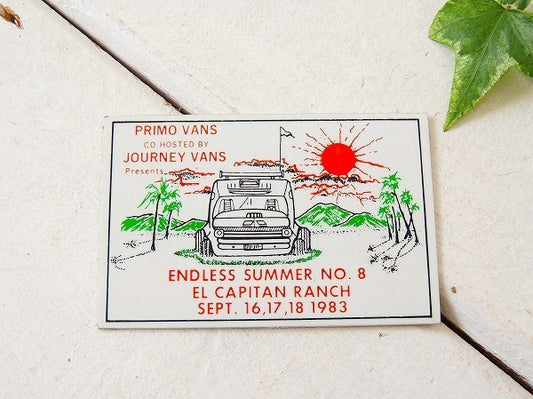 PRIMO VANS
CO-HOSTED BY
JOURNEY VANS
Presents
ENDLESS SUMMER NO. 8
EL CAPITAN RANCH
SEPT. 16,17,18 1983